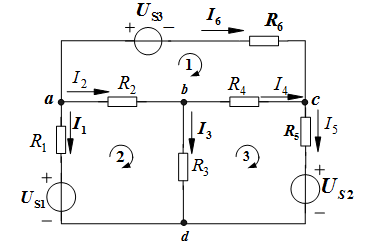 U_S3
+ −
I_6
R_6
1
I_2
R_2
R_4
I_4
a
b
c
R_1
I_1
I_3
R_5
I_5
2
3
R_3
+
U_S1
−
+
U_S2
−
d